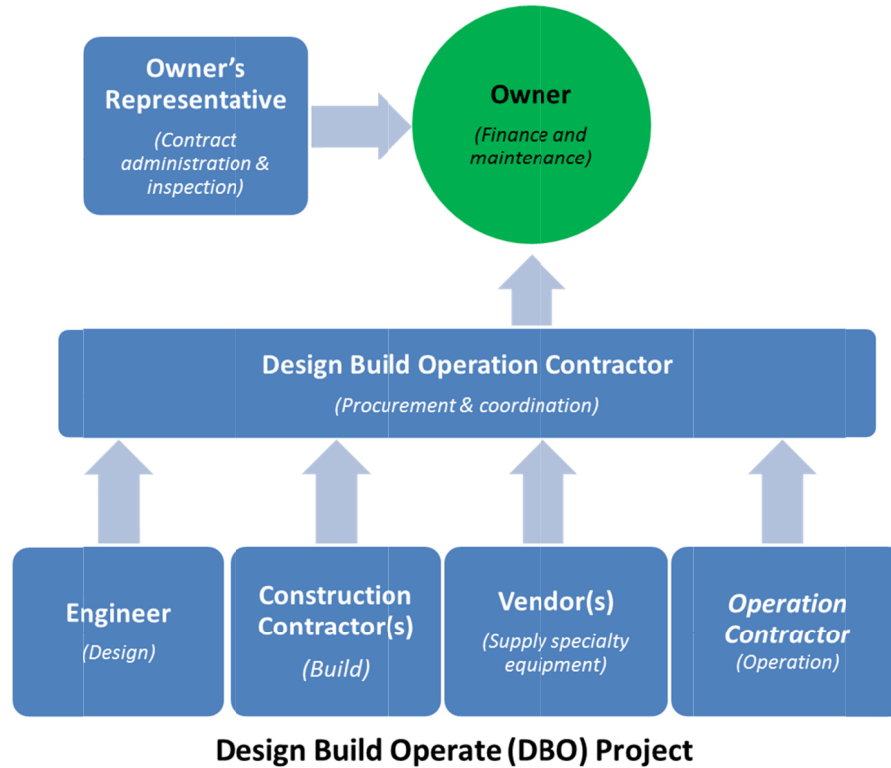 Owner's
Representative
(Contract
administration &
inspection)
Owner
(Finance and
maintenance)
Design Build Operation Contractor
(Procurement & coordination)
Engineer
(Design)
Construction
Contractor(s)
(Build)
Vendor(s)
(Supply specialty
equipment)
Operation
Contractor
(Operation)
Design Build Operate (DBO) Project